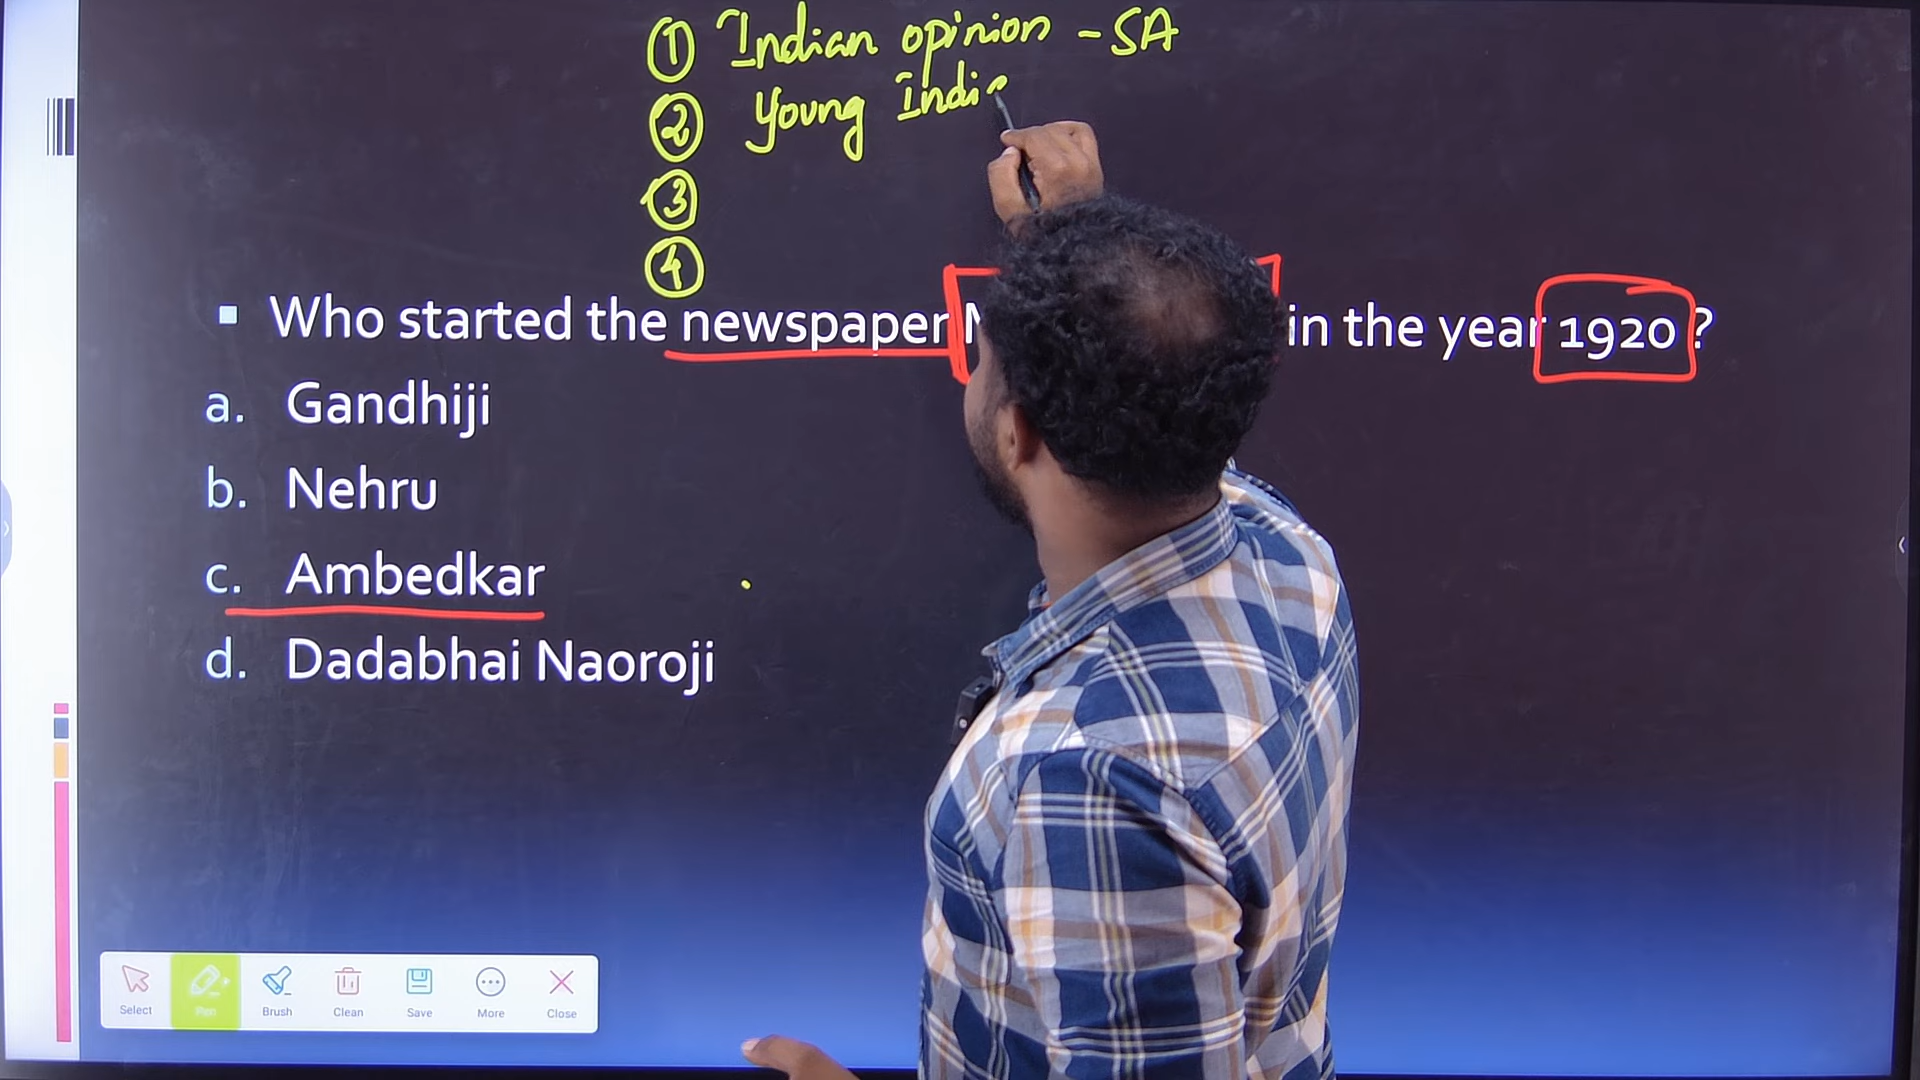 ① Indian opinion - SA
② Young India
③
④
Who started the newspaper in the year 1920 ?
a. Gandhiji
b. Nehru
c. Ambedkar
d. Dadabhai Naoroji
Select Pen Brush Clean Save More Close